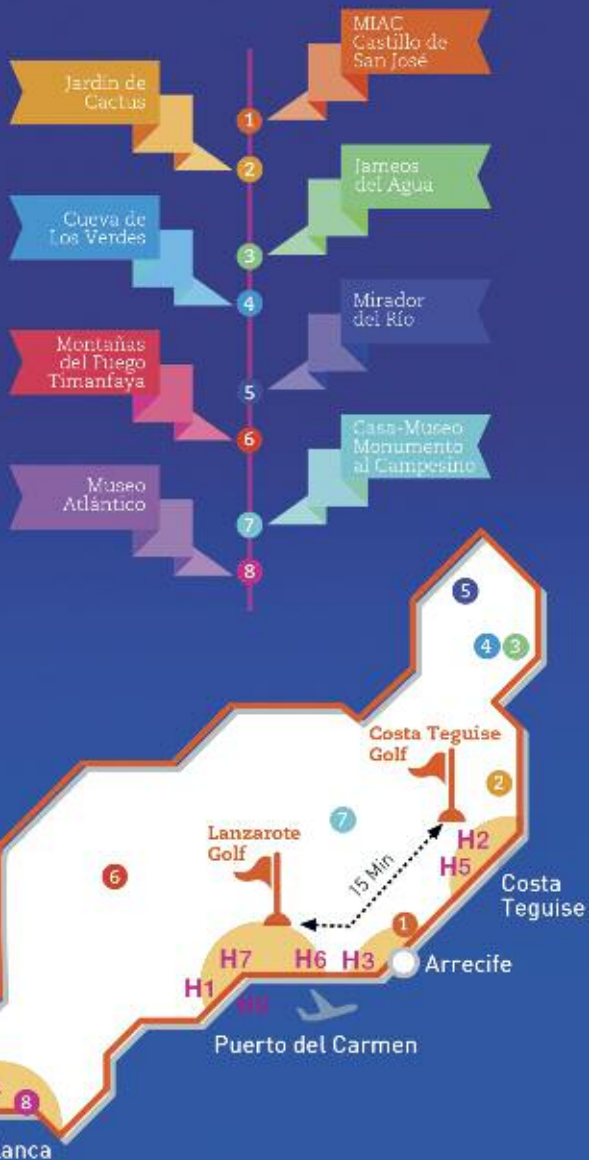 MIAC
Castillo de
San José
Jardín de
Cactus
1
2
Jameos
del Agua
Cueva de
Los Verdes
3
4
Mirador
del Río
Montañas
del Fuego
Timanfaya
5
6
Casa-Museo
Monumento
al Campesino
Museo
Atlántico
7
8
5
4 3
Costa Teguise
Golf
2
7
Lanzarote
Golf
H2
15 Min
H5
6
Costa
Teguise
1
H7 H6 H3
Arrecife
H1
Puerto del Carmen
8